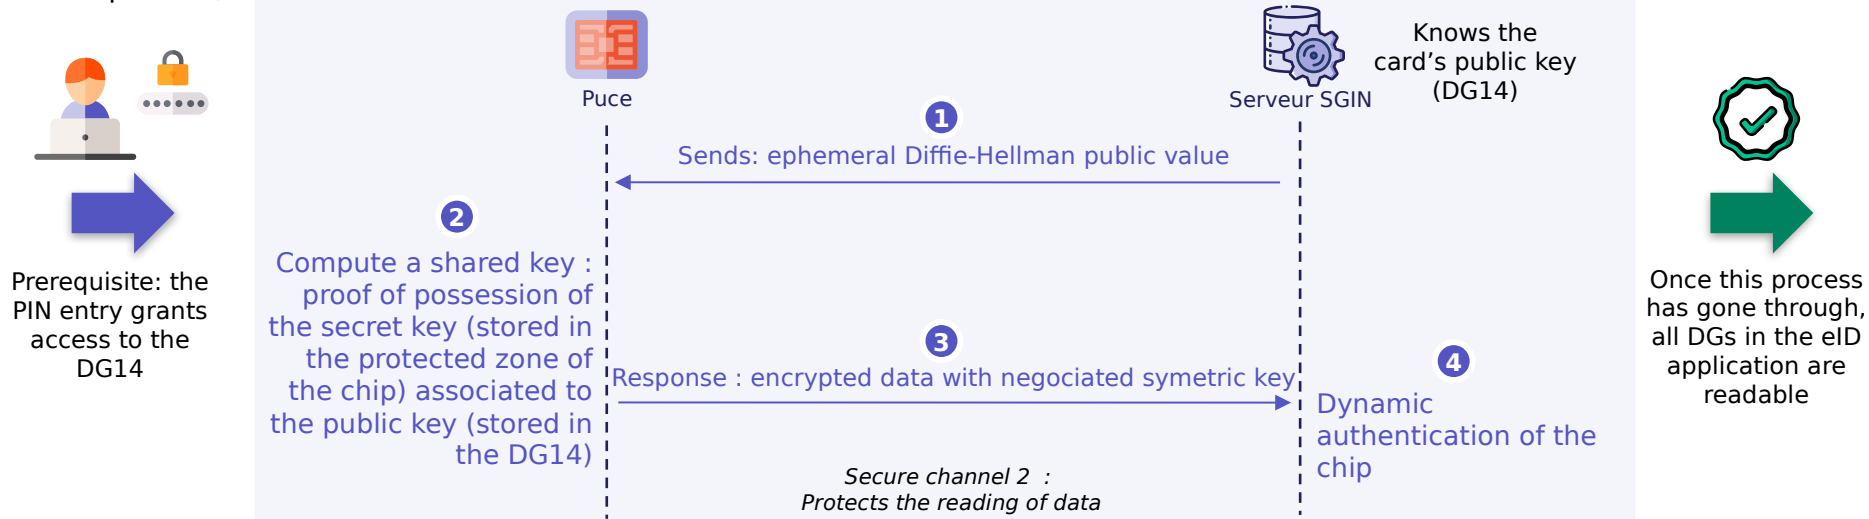 Puce
Serveur SGIN
Knows the
card’s public key
(DG14)
1
Sends: ephemeral Diffie-Hellman public value
2
Compute a shared key :
proof of possession of
the secret key (stored in
the protected zone of
the chip) associated to
the public key (stored in
the DG14)
3
Response : encrypted data with negociated symetric key
4
Dynamic
authentication of the
chip
Secure channel 2 :
Protects the reading of data
Prerequisite: the
PIN entry grants
access to the
DG14
Once this process
has gone through,
all DGs in the eID
application are
readable